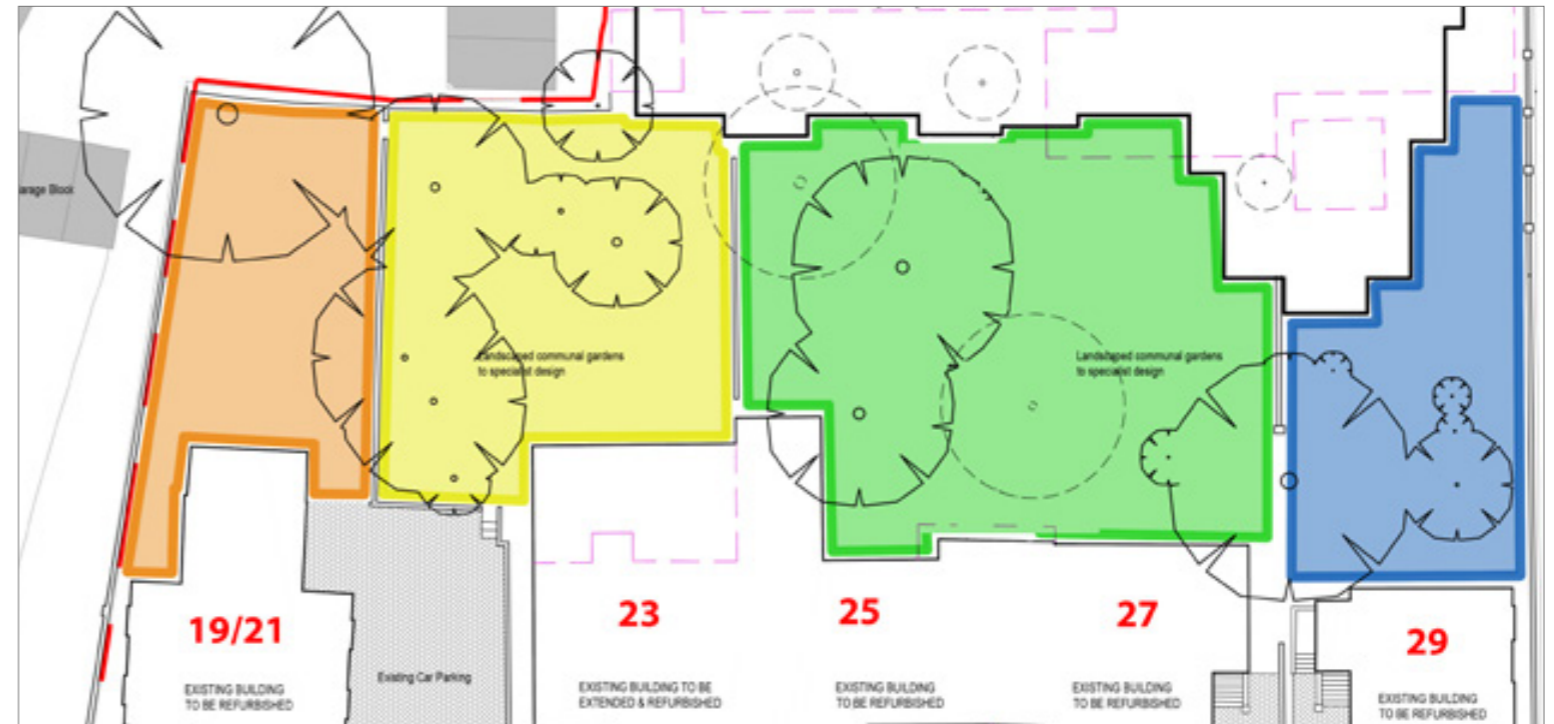 arage Block
Landscaped communal gardens
to specialist design
Landscaped communal gardens
to specialist design
19/21
23
25
27
29
Existing Car Parking
EXISTING BUILDING
TO BE REFURBISHED
EXISTING BUILDING TO BE
EXTENDED & REFURBISHED
EXISTING BUILDING
TO BE REFURBISHED
EXISTING BUILDING
TO BE REFURBISHED
EXISTING BUILDING
TO BE REFURBISHED